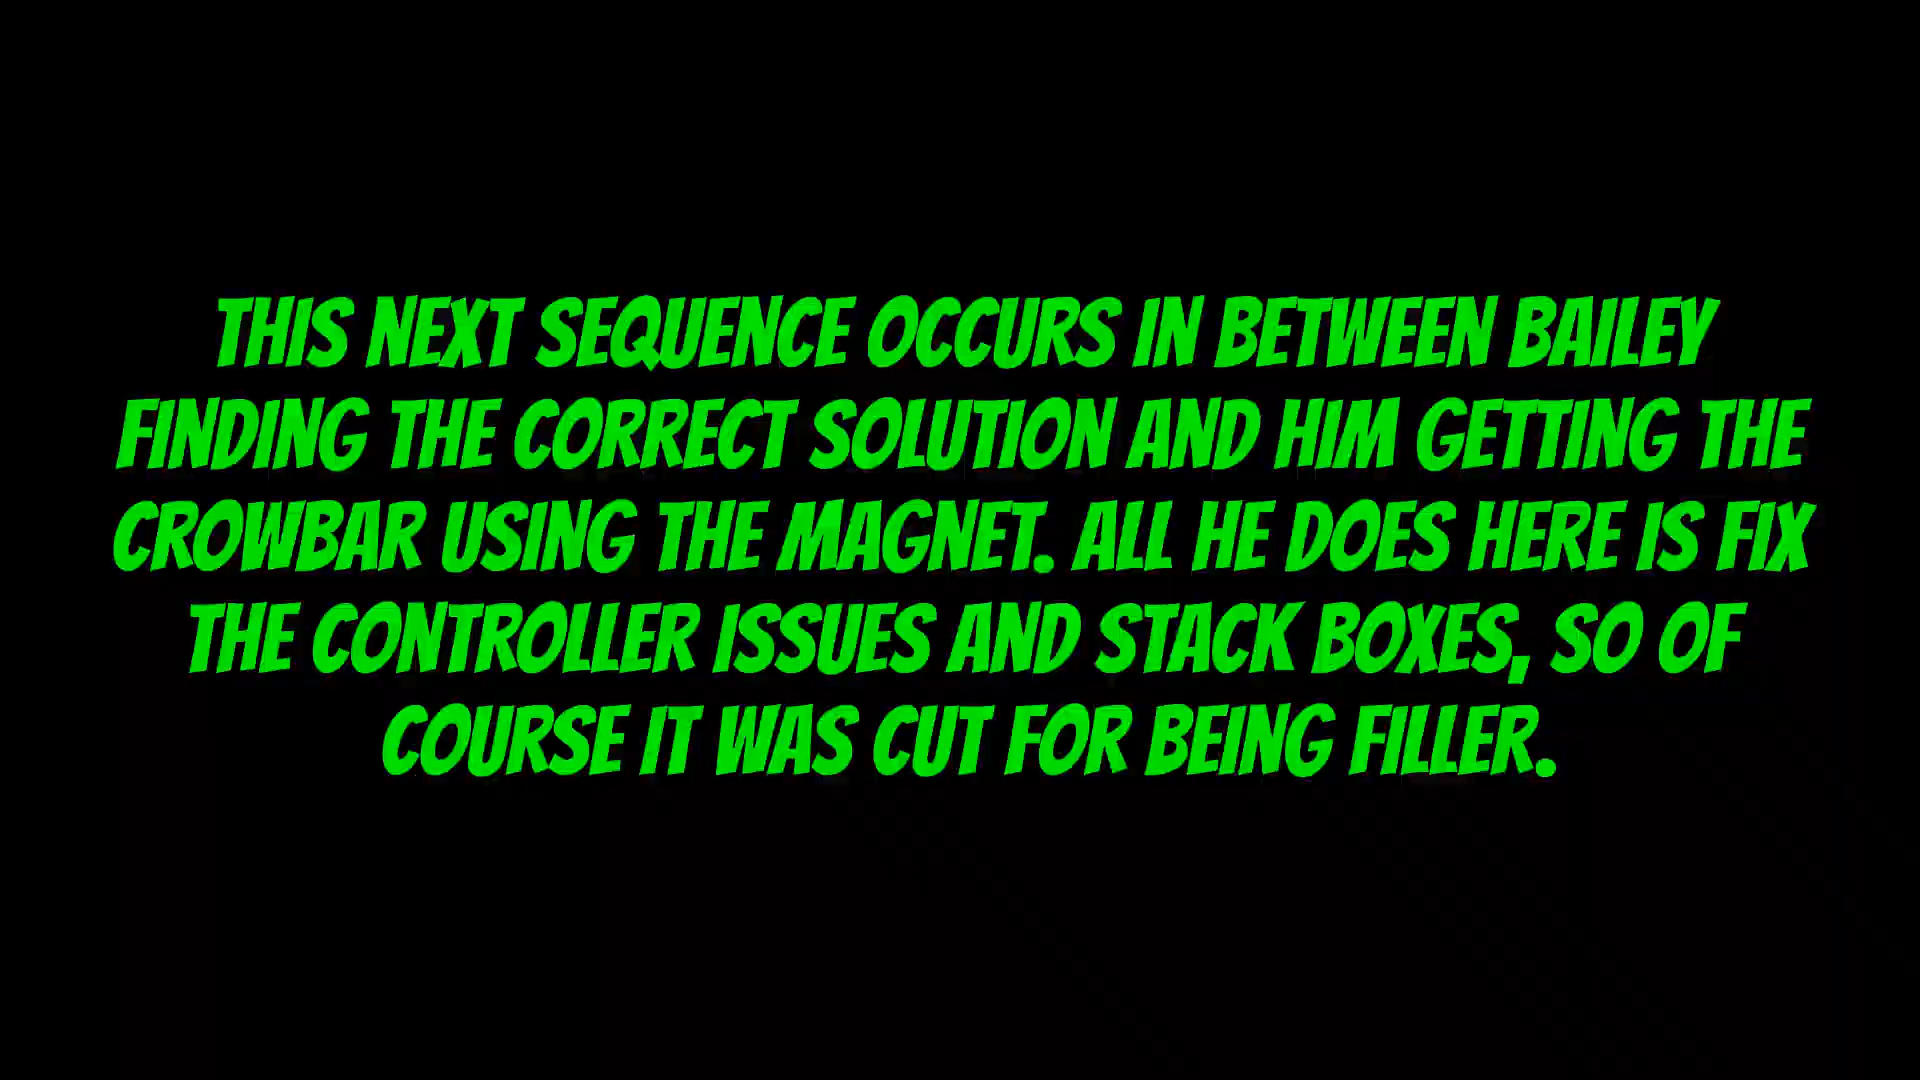 THIS NEXT SEQUENCE OCCURS IN BETWEEN BAILEY
FINDING THE CORRECT SOLUTION AND HIM GETTING THE
CROWBAR USING THE MAGNET. ALL HE DOES HERE IS FIX
THE CONTROLLER ISSUES AND STACK BOXES, SO OF
COURSE IT WAS CUT FOR BEING FILLER.